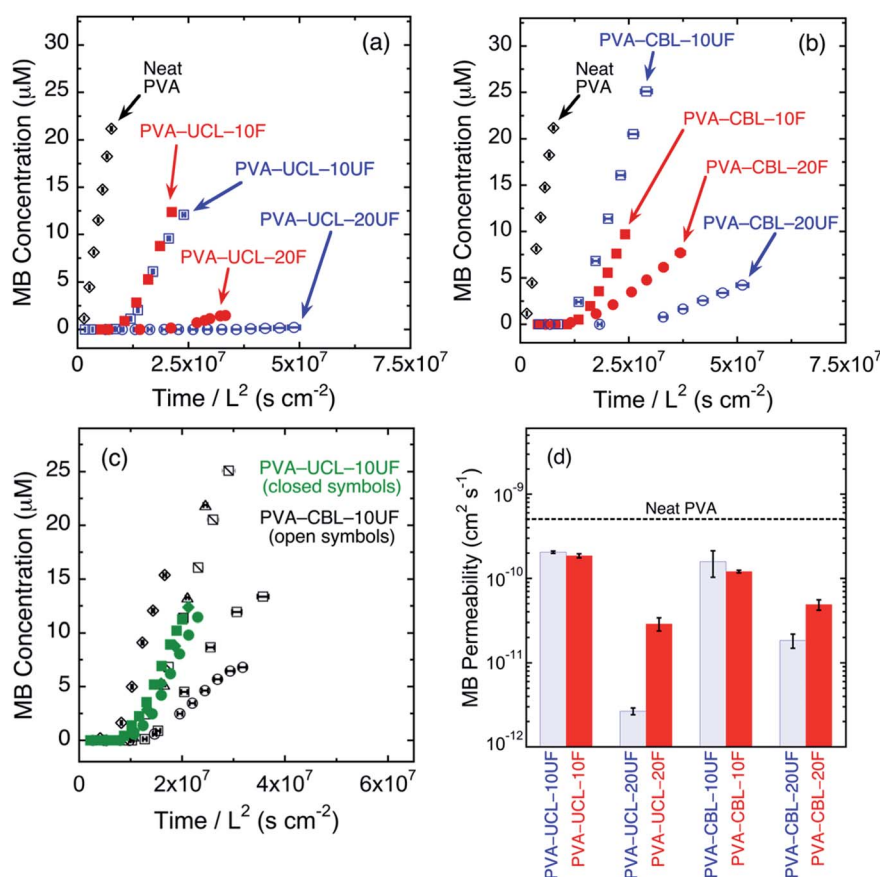 (a)
MB Concentration (μM)
30
25
20
15
10
5
0
Neat
PVA
PVA–UCL–10F
PVA–UCL–10UF
PVA–UCL–20UF
PVA–UCL–20F
0 2.5x10⁷ 5x10⁷ 7.5x10⁷
Time / L² (s cm⁻²)
(b)
MB Concentration (μM)
30
25
20
15
10
5
0
PVA–CBL–10UF
Neat
PVA
PVA–CBL–10F
PVA–CBL–20F
PVA–CBL–20UF
0 2.5x10⁷ 5x10⁷ 7.5x10⁷
Time / L² (s cm⁻²)
(c)
MB Concentration (μM)
25
20
15
10
5
0
PVA–UCL–10UF
(closed symbols)
PVA–CBL–10UF
(open symbols)
0 2x10⁷ 4x10⁷ 6x10⁷
Time / L² (s cm⁻²)
(d)
MB Permeability (cm² s⁻¹)
10⁻⁹
10⁻¹⁰
10⁻¹¹
10⁻¹²
Neat PVA
PVA–UCL–10UF
PVA–UCL–10F
PVA–UCL–20UF
PVA–UCL–20F
PVA–CBL–10UF
PVA–CBL–10F
PVA–CBL–20UF
PVA–CBL–20F